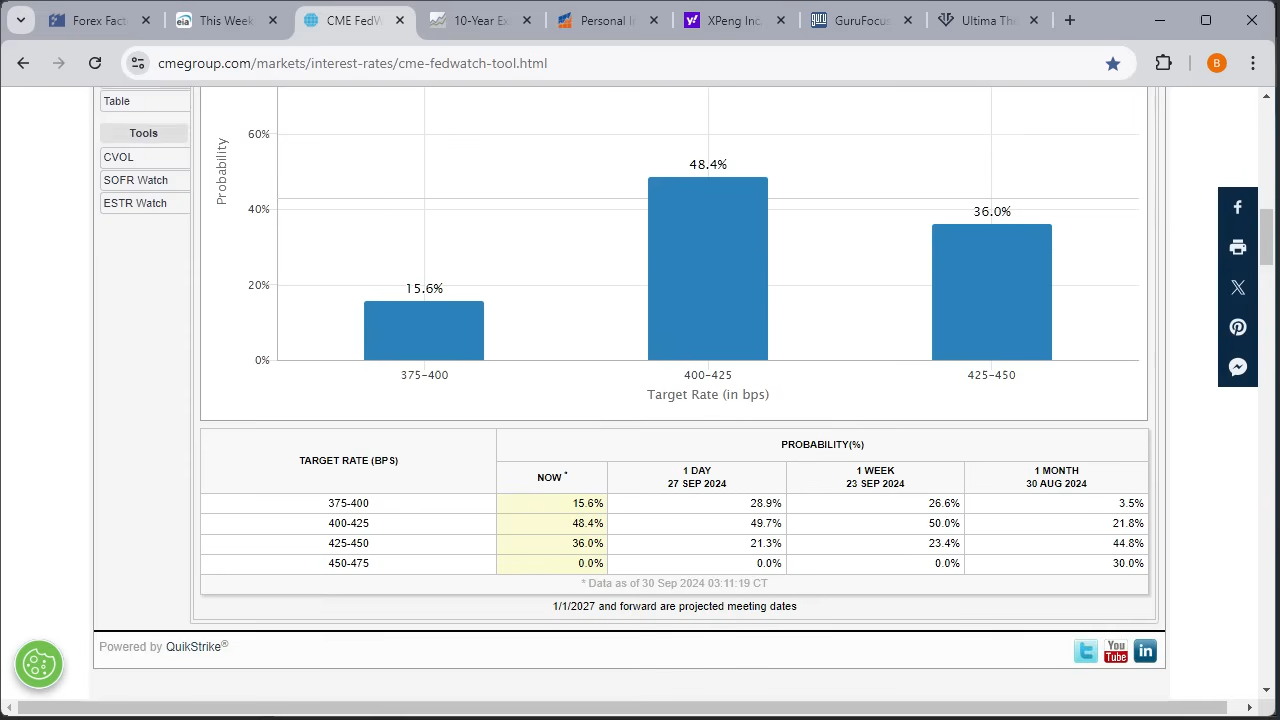 Forex Fact
This Week
CME FedW
10-Year Ex
Personal I
XPeng Inc
GuruFocus
Ultima The
cmegroup.com/markets/interest-rates/cme-fedwatch-tool.html
B
Table
Tools
CVOL
SOFR Watch
ESTR Watch
Probability
60%
40%
20%
0%
15.6%
48.4%
36.0%
375-400
400-425
425-450
Target Rate (in bps)
TARGET RATE (BPS)
PROBABILITY(%)
NOW *
1 DAY
27 SEP 2024
1 WEEK
23 SEP 2024
1 MONTH
30 AUG 2024
375-400 15.6% 28.9% 26.6% 3.5%
400-425 48.4% 49.7% 50.0% 21.8%
425-450 36.0% 21.3% 23.4% 44.8%
450-475 0.0% 0.0% 0.0% 30.0%
* Data as of 30 Sep 2024 03:11:19 CT
1/1/2027 and forward are projected meeting dates
Powered by QuikStrike®
You
Tube
in